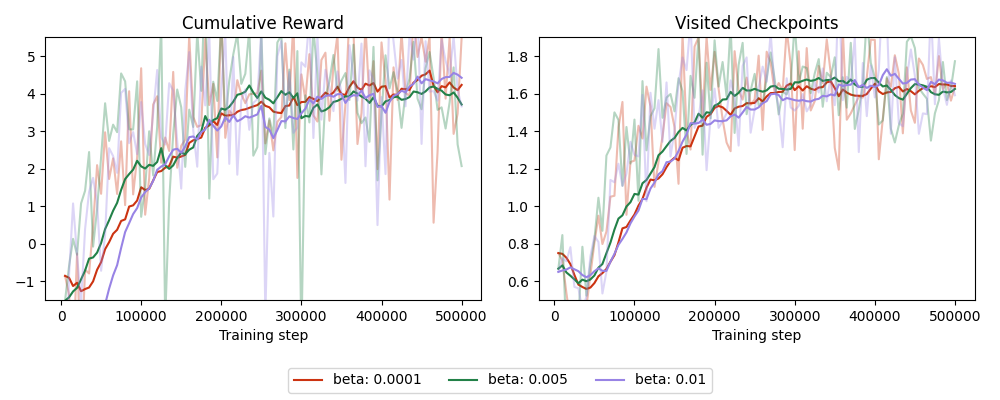 Cumulative Reward
5
4
3
2
1
0
−1
0 100000 200000 300000 400000 500000
Training step
Visited Checkpoints
1.8
1.6
1.4
1.2
1.0
0.8
0.6
0 100000 200000 300000 400000 500000
Training step
beta: 0.0001 beta: 0.005 beta: 0.01